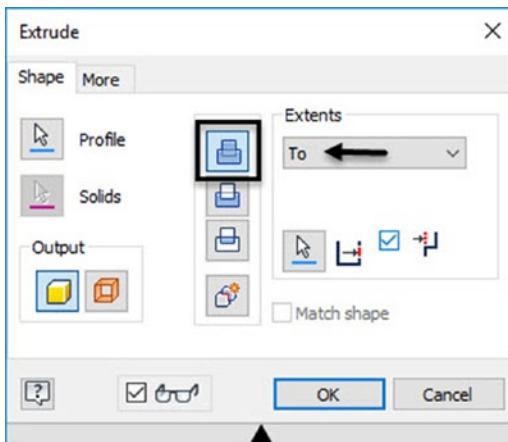 Extrude
Shape More
Extents
Profile
To
Solids
Output
Match shape
OK Cancel